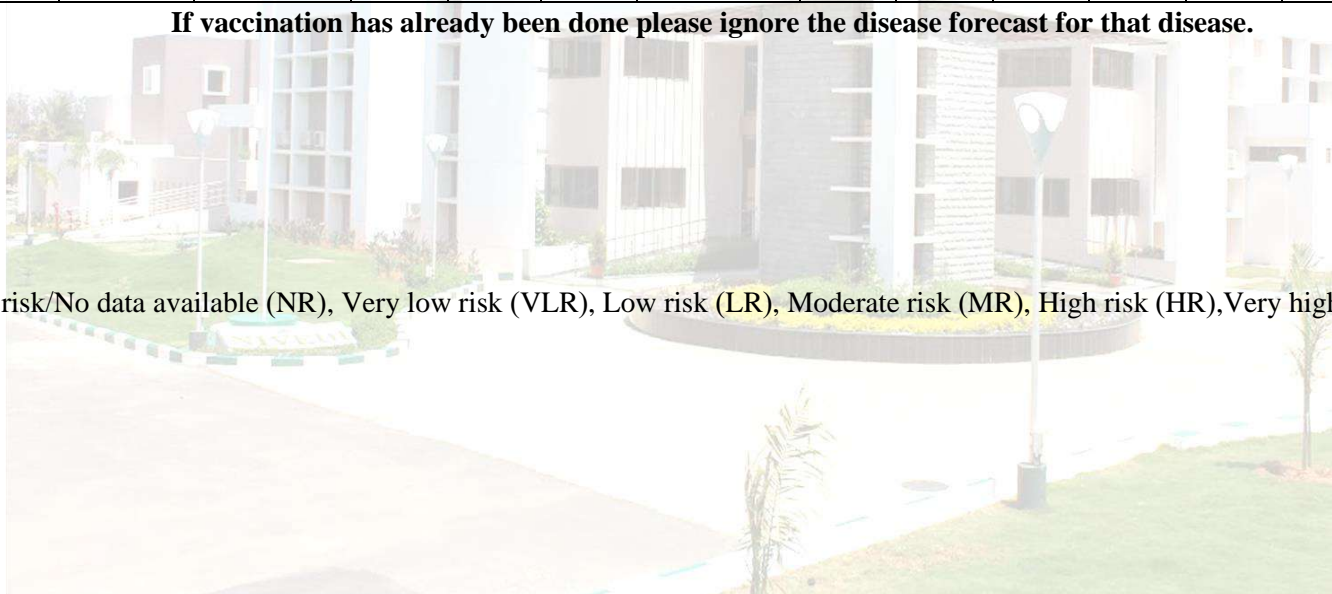 If vaccination has already been done please ignore the disease forecast for that disease.
risk/No data available (NR), Very low risk (VLR), Low risk (LR), Moderate risk (MR), High risk (HR),Very high